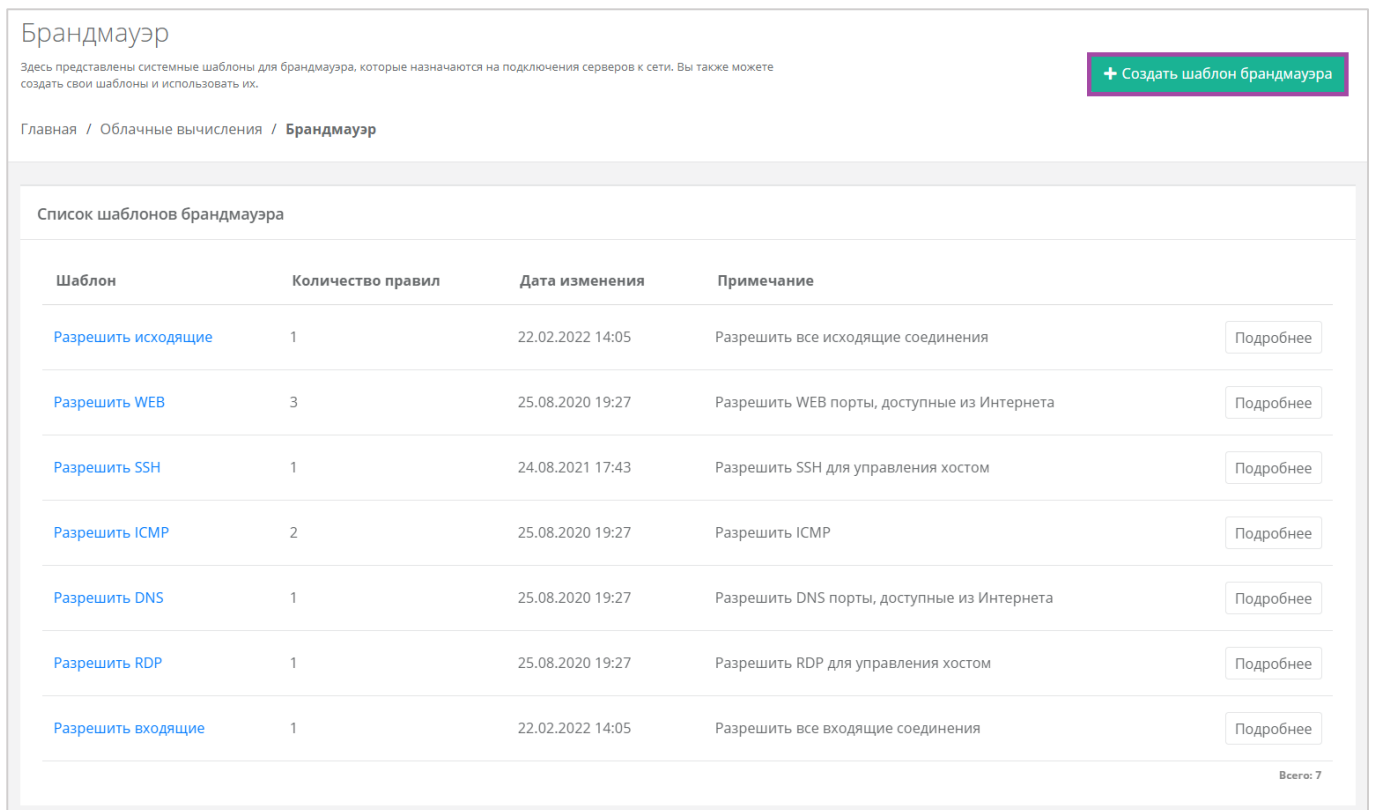 Брандмауэр
Здесь представлены системные шаблоны для брандмауэра, которые назначаются на подключения серверов к сети. Вы также можете
создать свои шаблоны и использовать их.
+ Создать шаблон брандмауэра
Главная / Облачные вычисления / Брандмауэр
Список шаблонов брандмауэра
Шаблон Количество правил Дата изменения Примечание
Разрешить исходящие 1 22.02.2022 14:05 Разрешить все исходящие соединения Подробнее
Разрешить WEB 3 25.08.2020 19:27 Разрешить WEB порты, доступные из Интернета Подробнее
Разрешить SSH 1 24.08.2021 17:43 Разрешить SSH для управления хостом Подробнее
Разрешить ICMP 2 25.08.2020 19:27 Разрешить ICMP Подробнее
Разрешить DNS 1 25.08.2020 19:27 Разрешить DNS порты, доступные из Интернета Подробнее
Разрешить RDP 1 25.08.2020 19:27 Разрешить RDP для управления хостом Подробнее
Разрешить входящие 1 22.02.2022 14:05 Разрешить все входящие соединения Подробнее
Всего: 7